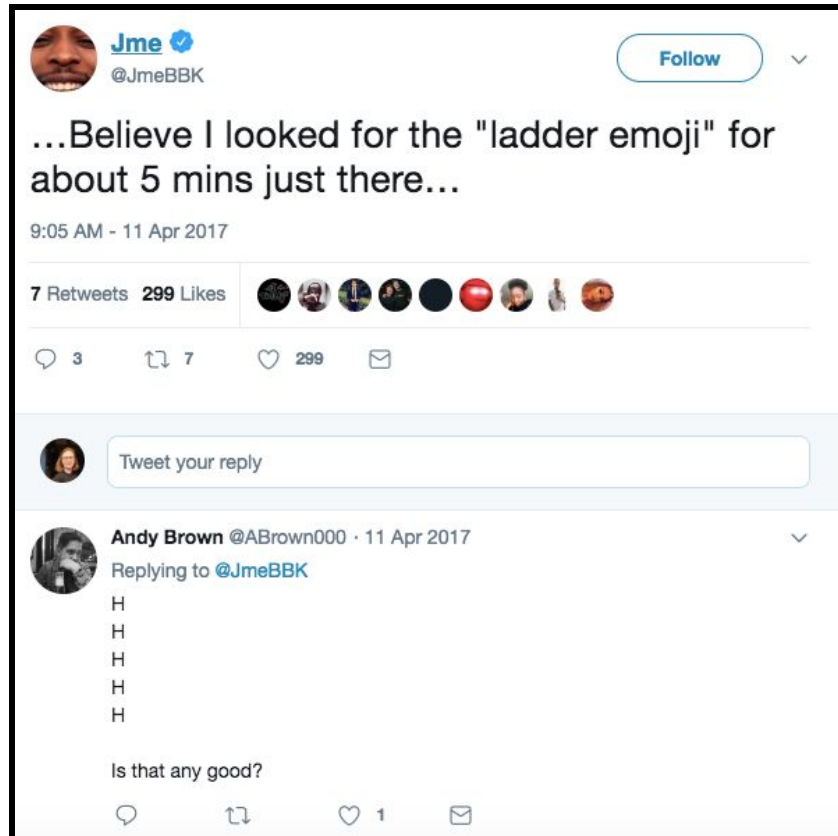 Jme
@JmeBBK
Follow
...Believe I looked for the "ladder emoji" for
about 5 mins just there...
9:05 AM - 11 Apr 2017
7 Retweets 299 Likes
3 7 299
Tweet your reply
Andy Brown @ABrown000 · 11 Apr 2017
Replying to @JmeBBK
H
H
H
H
H
Is that any good?
1